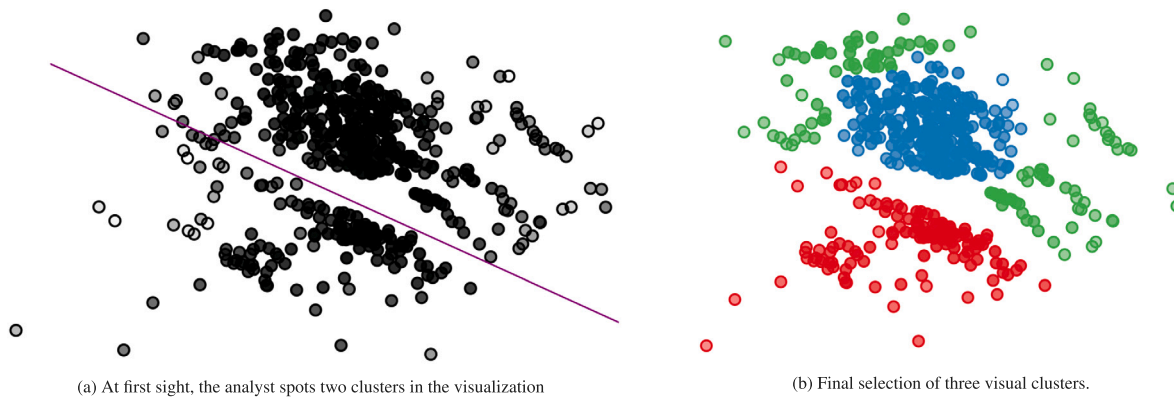 (a) At first sight, the analyst spots two clusters in the visualization
(b) Final selection of three visual clusters.